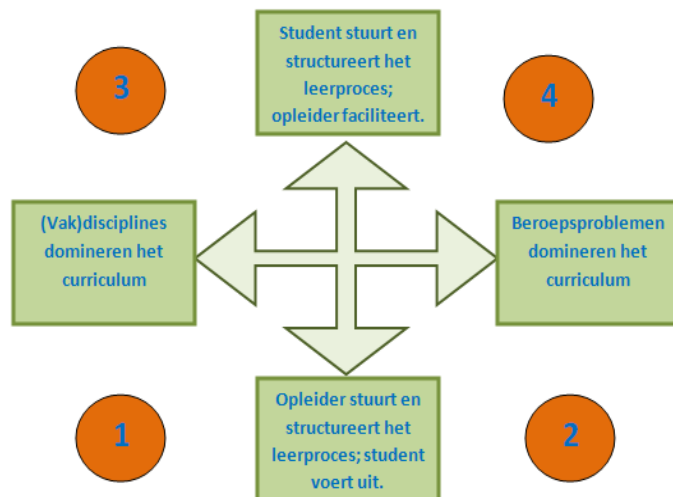 Student stuurt en
structureert het
leerproces;
opleider faciliteert.
3
4
(Vak)disciplines
domineren het
curriculum
Beroepsproblemen
domineren het
curriculum
Opleider stuurt en
structureert het
leerproces; student
voert uit.
1
2